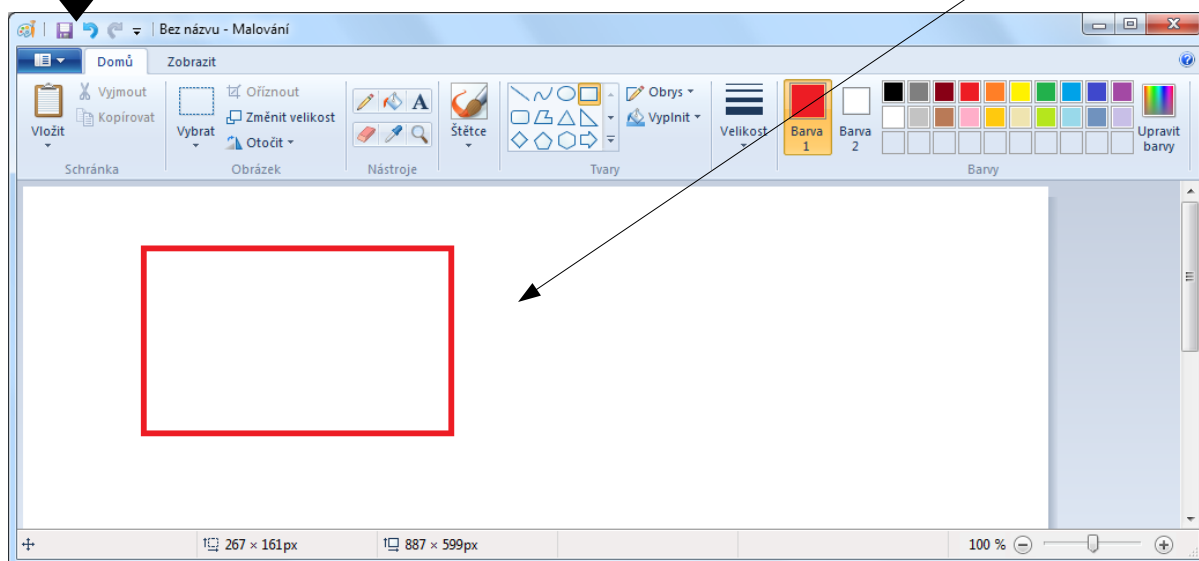 Bez názvu - Malování
Domů
Zobrazit
Vložit
Vyjmout
Kopírovat
Schránka
Vybrat
Oříznout
Změnit velikost
Otočit
Obrázek
A
Nástroje
Štětce
Obrys
Vyplnit
Tvary
Velikost
Barva
1
Barva
2
Upravit
barvy
Barvy
267 × 161px
887 × 599px
100 %